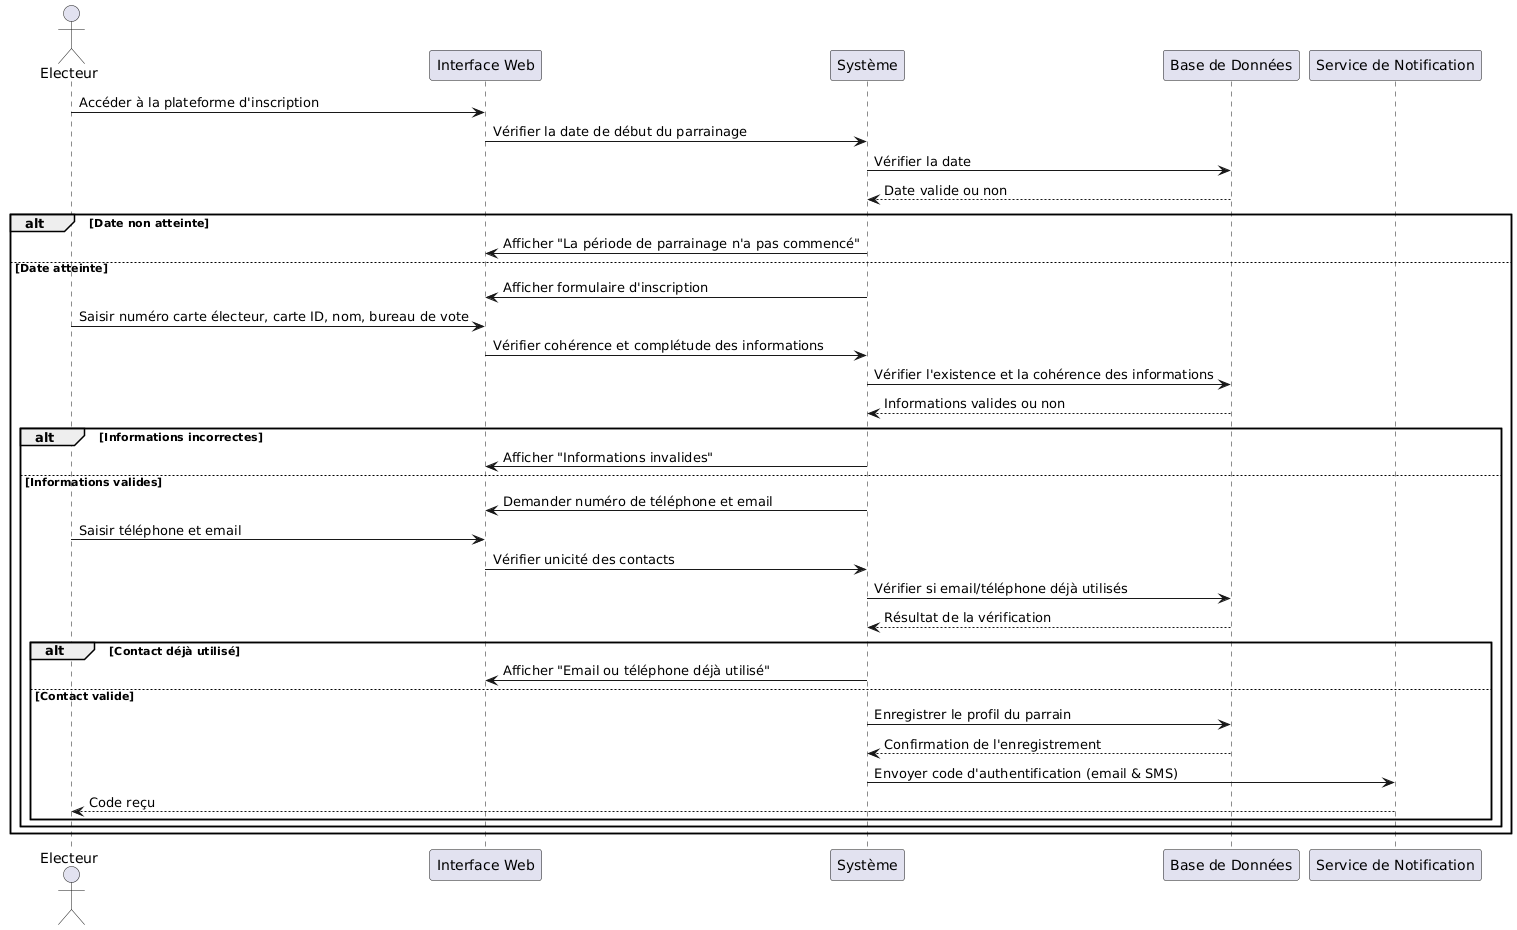 Electeur
Interface Web
Système
Base de Données
Service de Notification
Accéder à la plateforme d'inscription
Vérifier la date de début du parrainage
Vérifier la date
Date valide ou non
alt [Date non atteinte]
Afficher "La période de parrainage n'a pas commencé"
[Date atteinte]
Afficher formulaire d'inscription
Saisir numéro carte électeur, carte ID, nom, bureau de vote
Vérifier cohérence et complétude des informations
Vérifier l'existence et la cohérence des informations
Informations valides ou non
alt [Informations incorrectes]
Afficher "Informations invalides"
[Informations valides]
Demander numéro de téléphone et email
Saisir téléphone et email
Vérifier unicité des contacts
Vérifier si email/téléphone déjà utilisés
Résultat de la vérification
alt [Contact déjà utilisé]
Afficher "Email ou téléphone déjà utilisé"
[Contact valide]
Enregistrer le profil du parrain
Confirmation de l'enregistrement
Envoyer code d'authentification (email & SMS)
Code reçu
Electeur
Interface Web
Système
Base de Données
Service de Notification